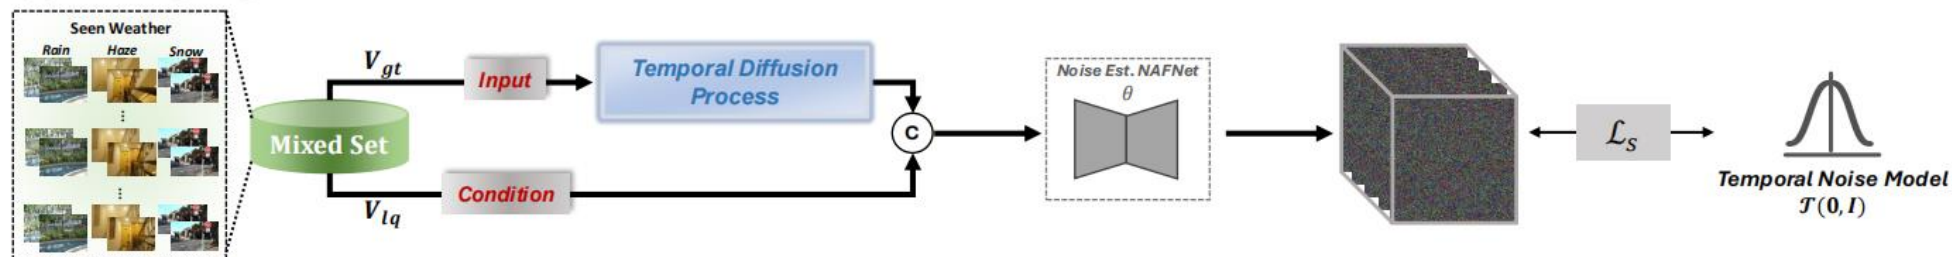 Seen Weather
Rain Haze Snow
⋮
⋮
Mixed Set
V_gt
Input
Temporal Diffusion
Process
V_lq
Condition
C
Noise Est. NAFNet
θ
ℒ_S
Temporal Noise Model
𝒯(0, I)